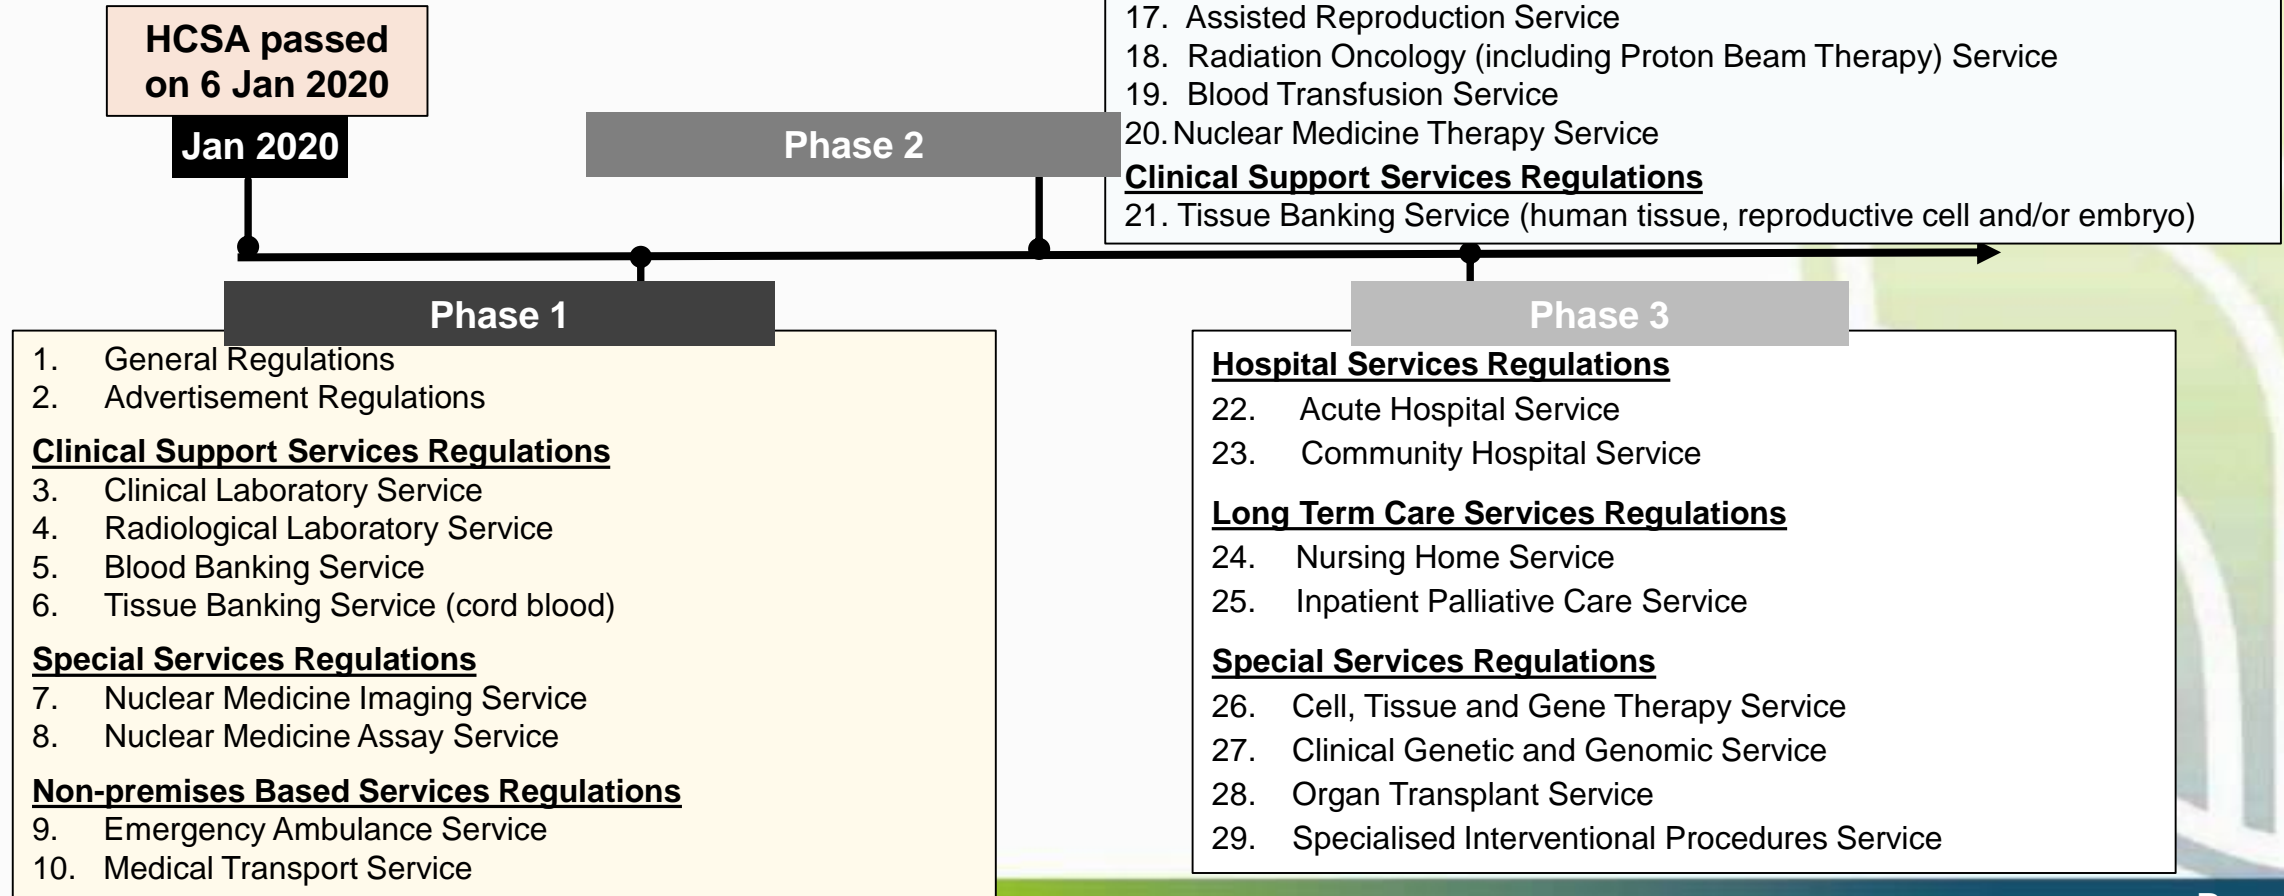 HCSA passed
on 6 Jan 2020
Jan 2020
Phase 2
17. Assisted Reproduction Service
18. Radiation Oncology (including Proton Beam Therapy) Service
19. Blood Transfusion Service
20. Nuclear Medicine Therapy Service
Clinical Support Services Regulations
21. Tissue Banking Service (human tissue, reproductive cell and/or embryo)
Phase 1
1. General Regulations
2. Advertisement Regulations
Clinical Support Services Regulations
3. Clinical Laboratory Service
4. Radiological Laboratory Service
5. Blood Banking Service
6. Tissue Banking Service (cord blood)
Special Services Regulations
7. Nuclear Medicine Imaging Service
8. Nuclear Medicine Assay Service
Non-premises Based Services Regulations
9. Emergency Ambulance Service
10. Medical Transport Service
Phase 3
Hospital Services Regulations
22. Acute Hospital Service
23. Community Hospital Service
Long Term Care Services Regulations
24. Nursing Home Service
25. Inpatient Palliative Care Service
Special Services Regulations
26. Cell, Tissue and Gene Therapy Service
27. Clinical Genetic and Genomic Service
28. Organ Transplant Service
29. Specialised Interventional Procedures Service